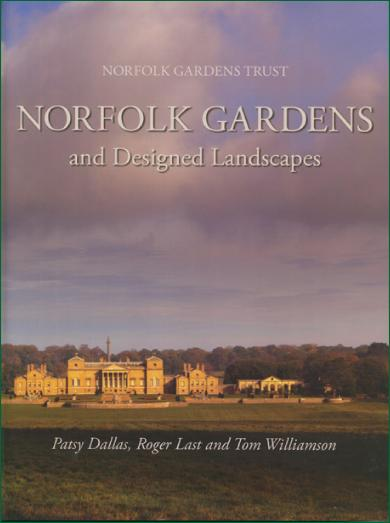 NORFOLK GARDENS TRUST
NORFOLK GARDENS
and Designed Landscapes
Patsy Dallas, Roger Last and Tom Williamson